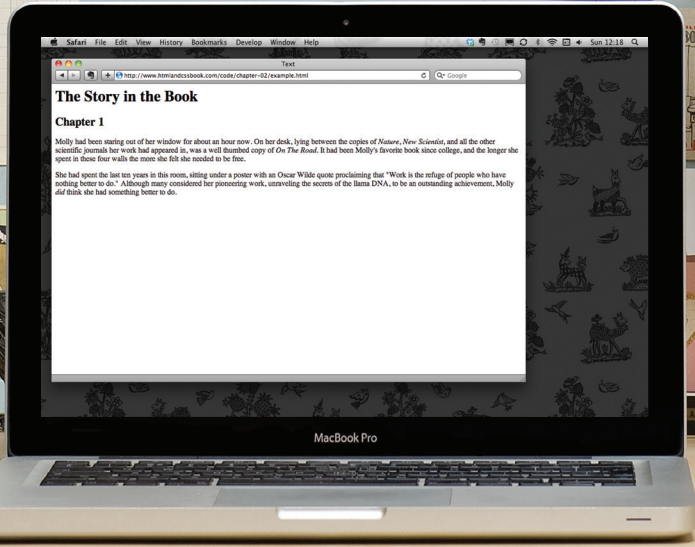 Safari File Edit View History Bookmarks Develop Window Help Sun 12:18
Text
http://www.htmlandcssbook.com/code/chapter-02/example.html Google
The Story in the Book
Chapter 1
Molly had been staring out of her window for about an hour now. On her desk, lying between the copies of Nature, New Scientist, and all the other
scientific journals her work had appeared in, was a well thumbed copy of On The Road. It had been Molly's favorite book since college, and the longer she
spent in these four walls the more she felt she needed to be free.
She had spent the last ten years in this room, sitting under a poster with an Oscar Wilde quote proclaiming that "Work is the refuge of people who have
nothing better to do." Although many considered her pioneering work, unraveling the secrets of the llama DNA, to be an outstanding achievement, Molly
did think she had something better to do.
MacBook Pro